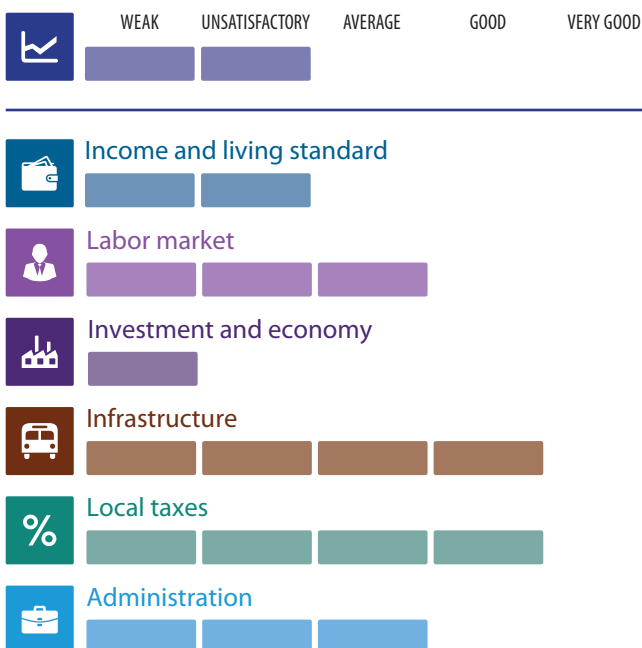 WEAK UNSATISFACTORY AVERAGE GOOD VERY GOOD
Income and living standard
Labor market
Investment and economy
Infrastructure
%
Local taxes
Administration